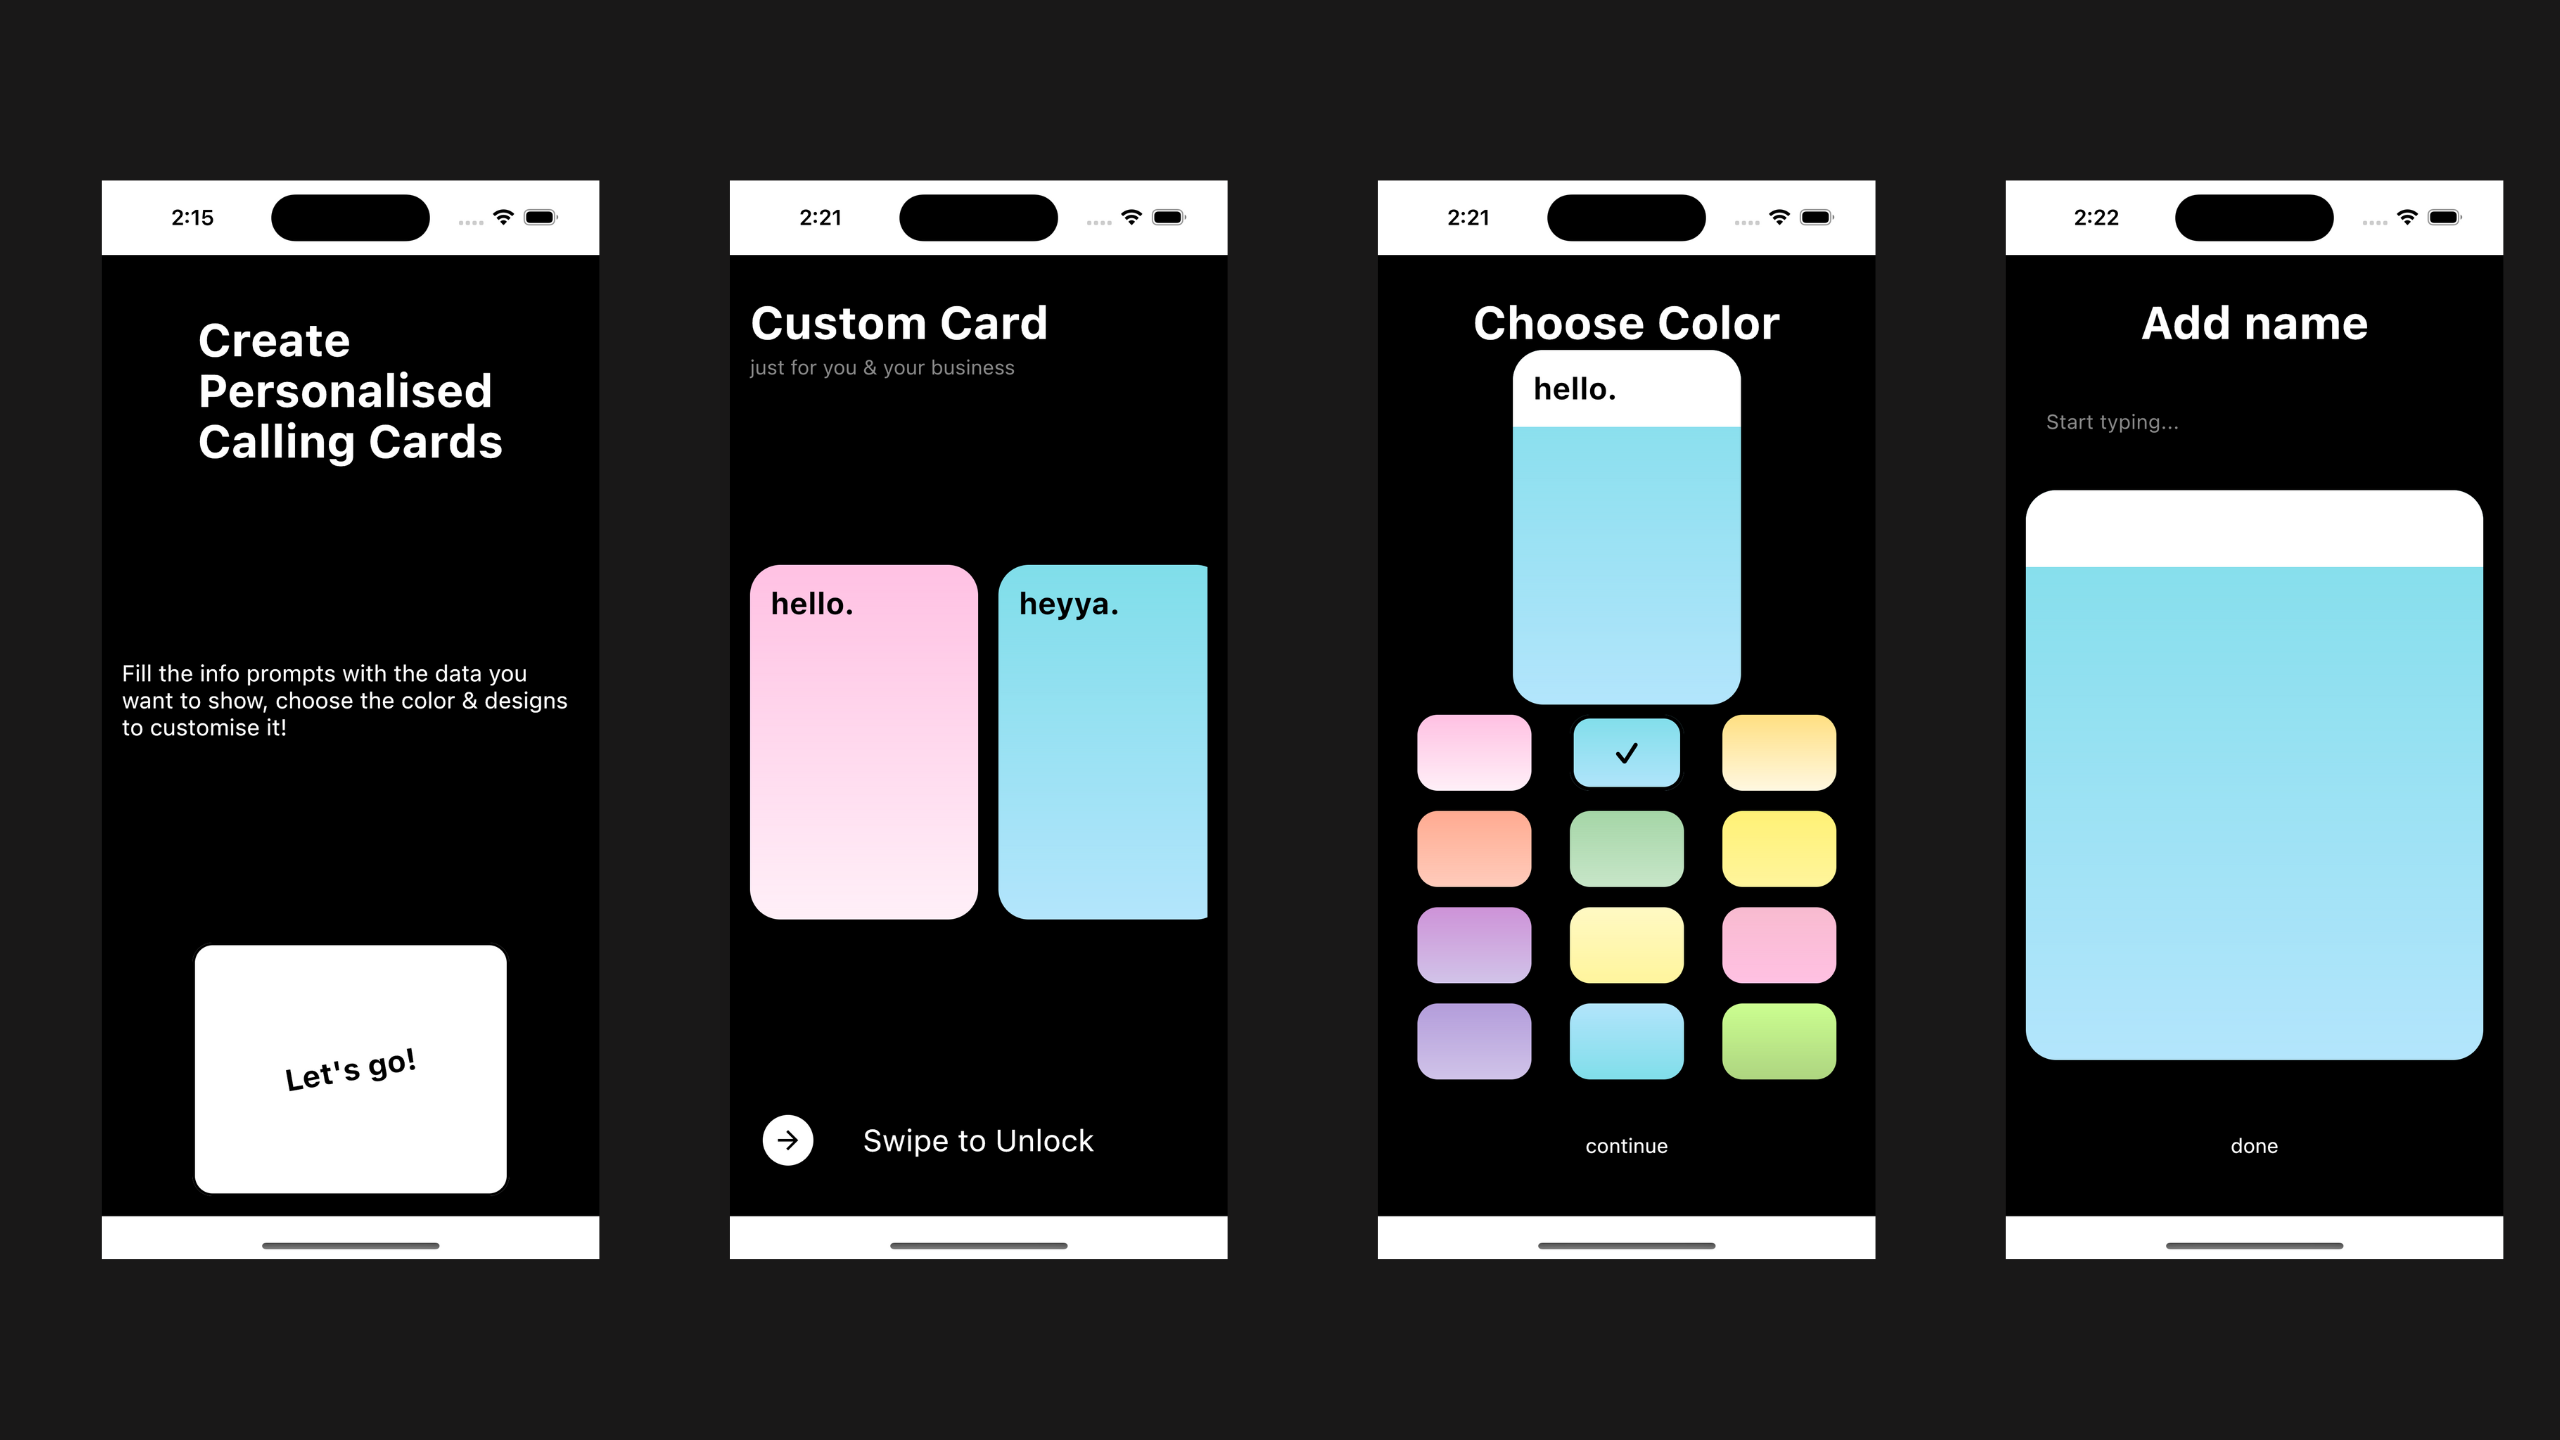 2:15
Create
Personalised
Calling Cards
Fill the info prompts with the data you
want to show, choose the color & designs
to customise it!
Let's go!
2:21
Custom Card
just for you & your business
hello.
heyya.
Swipe to Unlock
2:21
Choose Color
hello.
continue
2:22
Add name
Start typing...
done